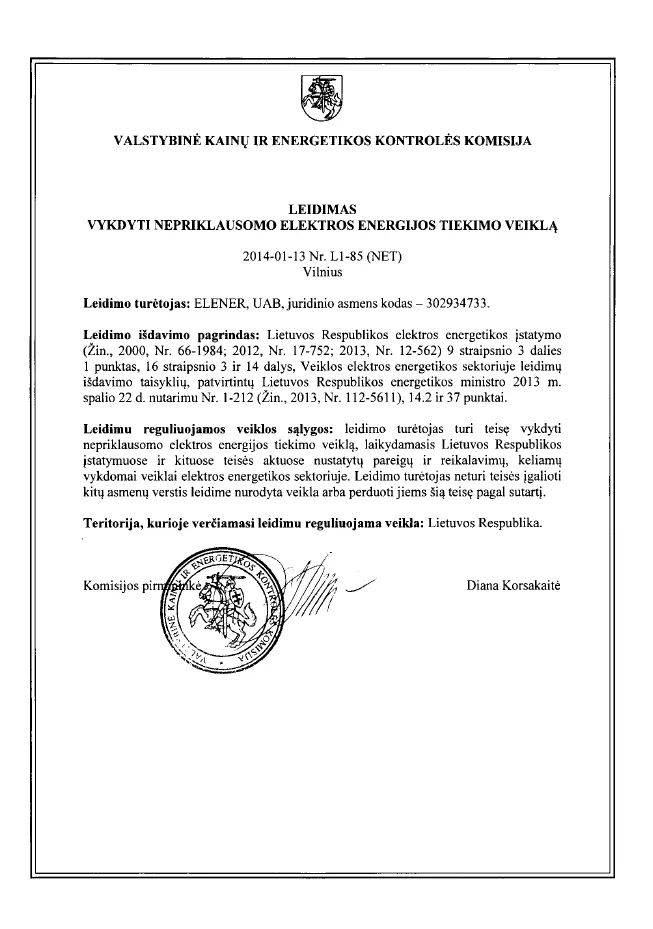 VALSTYBINĖ KAINŲ IR ENERGETIKOS KONTROLĖS KOMISIJA
LEIDIMAS
VYKDYTI NEPRIKLAUSOMO ELEKTROS ENERGIJOS TIEKIMO VEIKLĄ
2014-01-13 Nr. L1-85 (NET)
Vilnius
Leidimo turėtojas: ELENER, UAB, juridinio asmens kodas – 302934733.
Leidimo išdavimo pagrindas: Lietuvos Respublikos elektros energetikos įstatymo
(Žin., 2000, Nr. 66-1984; 2012, Nr. 17-752; 2013, Nr. 12-562) 9 straipsnio 3 dalies
1 punktas, 16 straipsnio 3 ir 14 dalys, Veiklos elektros energetikos sektoriuje leidimų
išdavimo taisyklių, patvirtintų Lietuvos Respublikos energetikos ministro 2013 m.
spalio 22 d. nutarimu Nr. 1-212 (Žin., 2013, Nr. 112-5611), 14.2 ir 37 punktai.
Leidimu reguliuojamos veiklos sąlygos: leidimo turėtojas turi teisę vykdyti
nepriklausomo elektros energijos tiekimo veiklą, laikydamasis Lietuvos Respublikos
įstatymuose ir kituose teisės aktuose nustatytų pareigų ir reikalavimų, keliamų
vykdomai veiklai elektros energetikos sektoriuje. Leidimo turėtojas neturi teisės įgalioti
kitų asmenų verstis leidime nurodyta veikla arba perduoti jiems šią teisę pagal sutartį.
Teritorija, kurioje verčiamasi leidimu reguliuojama veikla: Lietuvos Respublika.
Komisijos pirmininkė Diana Korsakaitė
IR ENERGETIKOS KONTROLĖS KOMISIJA